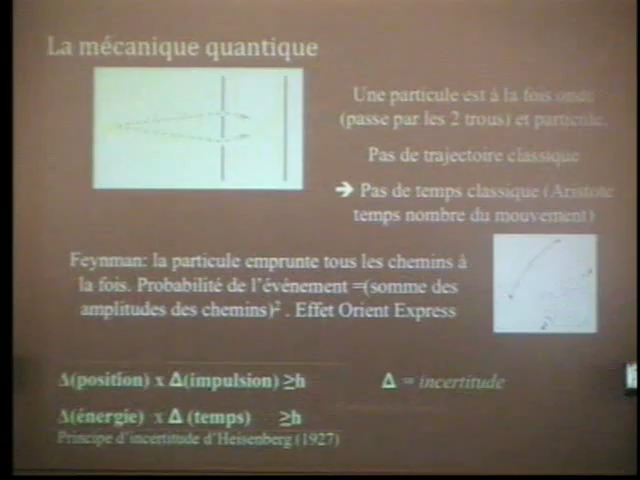 La mécanique quantique
Une particule est à la fois onde
(passe par les 2 trous) et particule.
Pas de trajectoire classique
➔ Pas de temps classique (Aristote
temps nombre du mouvement)
Feynman: la particule emprunte tous les chemins à
la fois. Probabilité de l'événement =(somme des
amplitudes des chemins)² . Effet Orient Express
Δ(position) x Δ(impulsion) ≥h
Δ = incertitude
Δ(énergie) x Δ (temps) ≥h
Principe d'incertitude d'Heisenberg (1927)